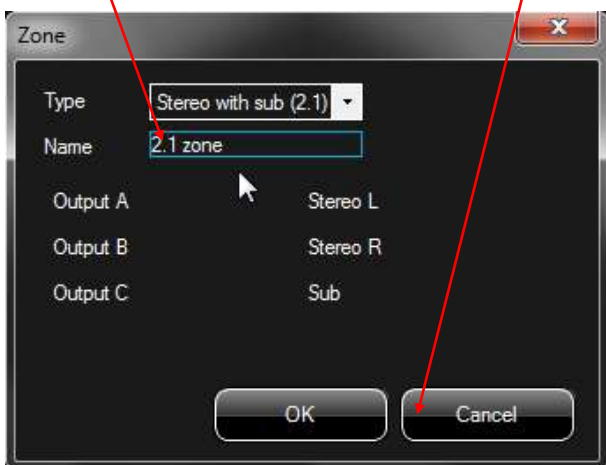 Zone
Type Stereo with sub (2.1)
Name 2.1 zone
Output A Stereo L
Output B Stereo R
Output C Sub
OK Cancel